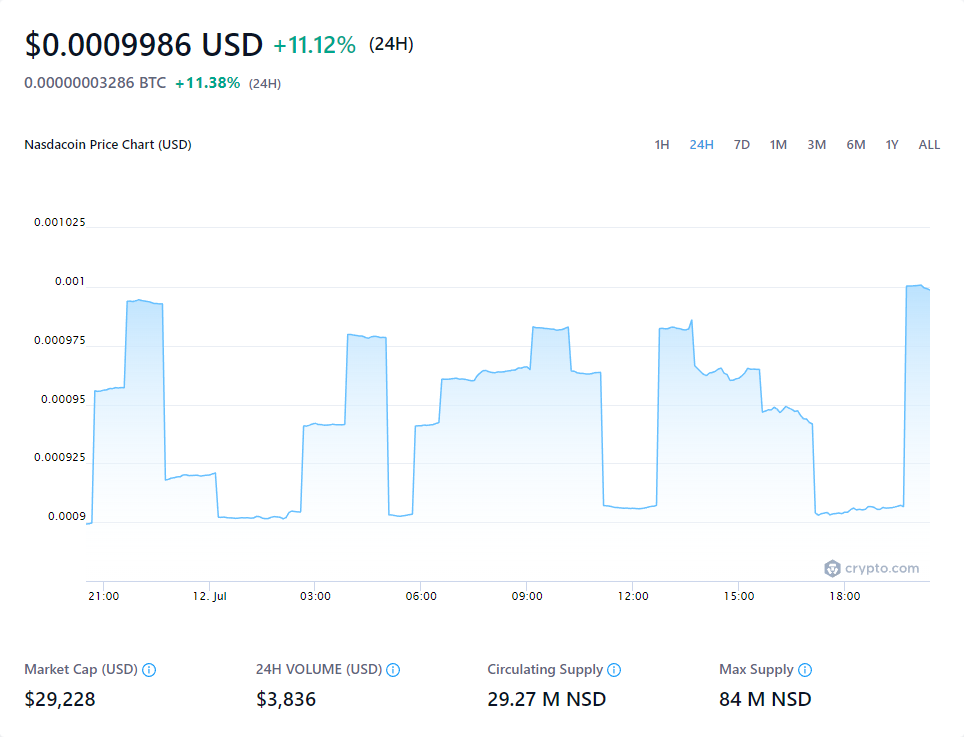 $0.0009986 USD +11.12% (24H)
0.00000003286 BTC +11.38% (24H)
Nasdacoin Price Chart (USD) 1H 24H 7D 1M 3M 6M 1Y ALL
0.001025
0.001
0.000975
0.00095
0.000925
0.0009
crypto.com
21:00 12. Jul 03:00 06:00 09:00 12:00 15:00 18:00
Market Cap (USD) 24H VOLUME (USD) Circulating Supply Max Supply
$29,228 $3,836 29.27 M NSD 84 M NSD